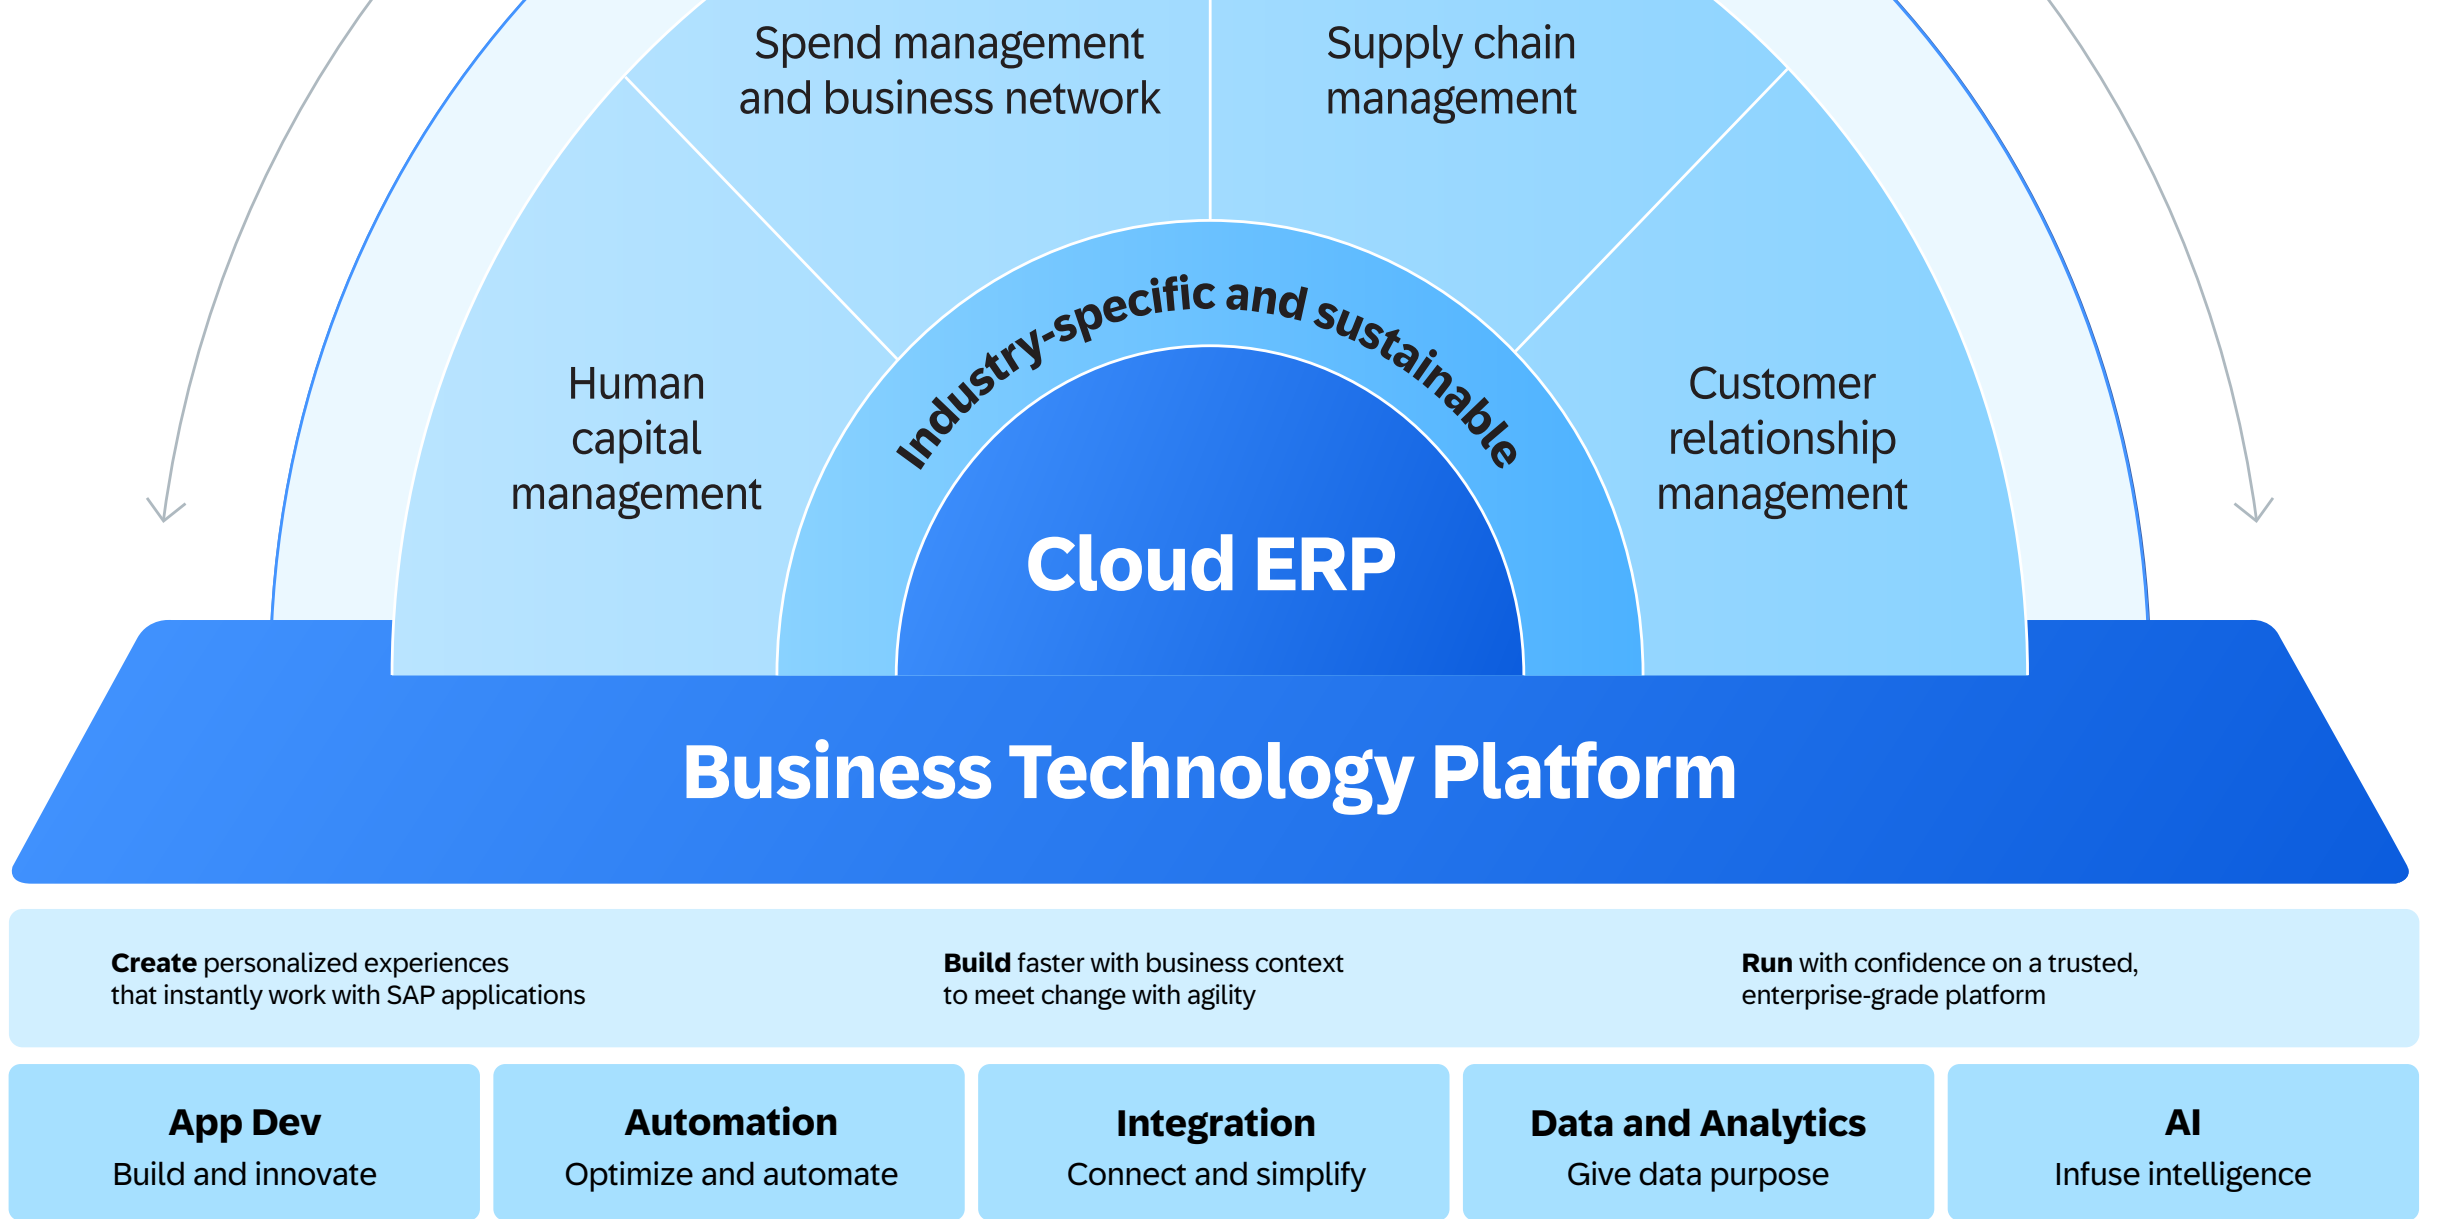 Spend management
and business network
Supply chain
management
Human
capital
management
Industry-specific and sustainable
Customer
relationship
management
Cloud ERP
Business Technology Platform
Create personalized experiences
that instantly work with SAP applications
Build faster with business context
to meet change with agility
Run with confidence on a trusted,
enterprise-grade platform
App Dev
Build and innovate
Automation
Optimize and automate
Integration
Connect and simplify
Data and Analytics
Give data purpose
AI
Infuse intelligence